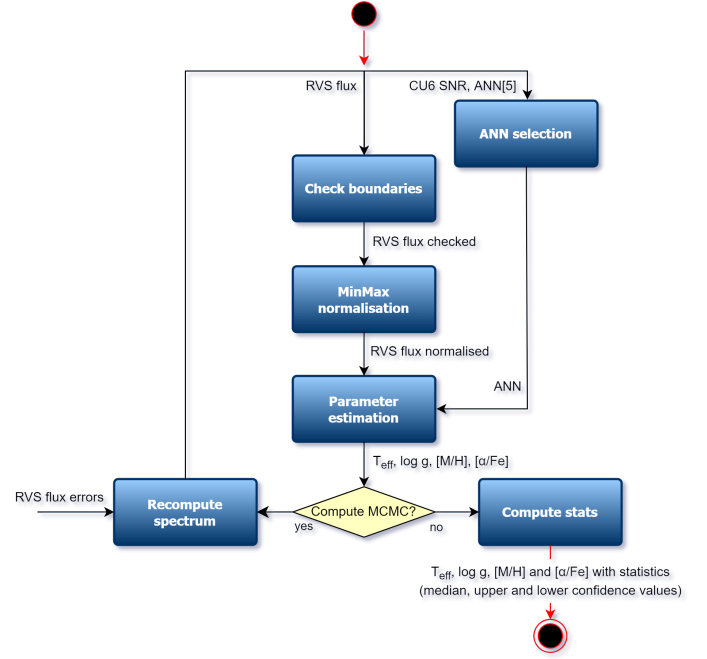 RVS flux
CU6 SNR, ANN[5]
ANN selection
Check boundaries
RVS flux checked
MinMax
normalisation
RVS flux normalised
ANN
Parameter
estimation
Teff, log g, [M/H], [α/Fe]
RVS flux errors
Recompute
spectrum
yes
Compute MCMC?
no
Compute stats
Teff, log g, [M/H] and [α/Fe] with statistics
(median, upper and lower confidence values)